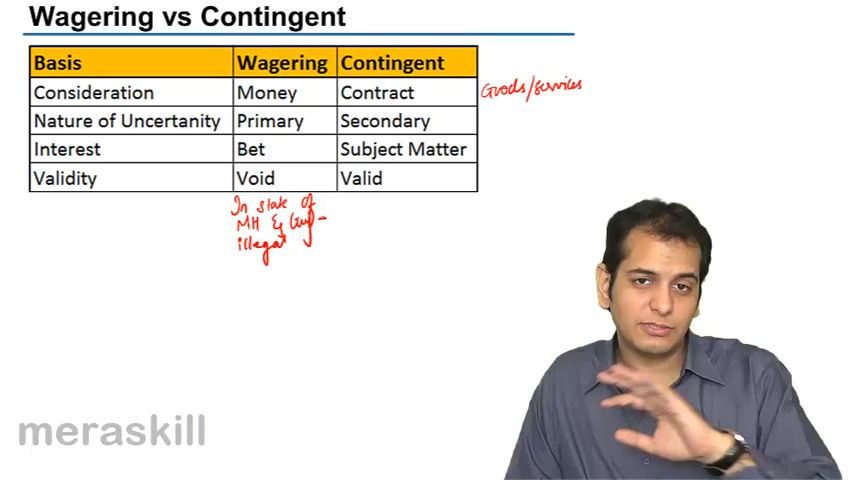 Wagering vs Contingent
Basis Wagering Contingent
Consideration Money Contract Goods/services
Nature of Uncertanity Primary Secondary
Interest Bet Subject Matter
Validity Void Valid
In state of
MH & Guj -
illegal
meraskill